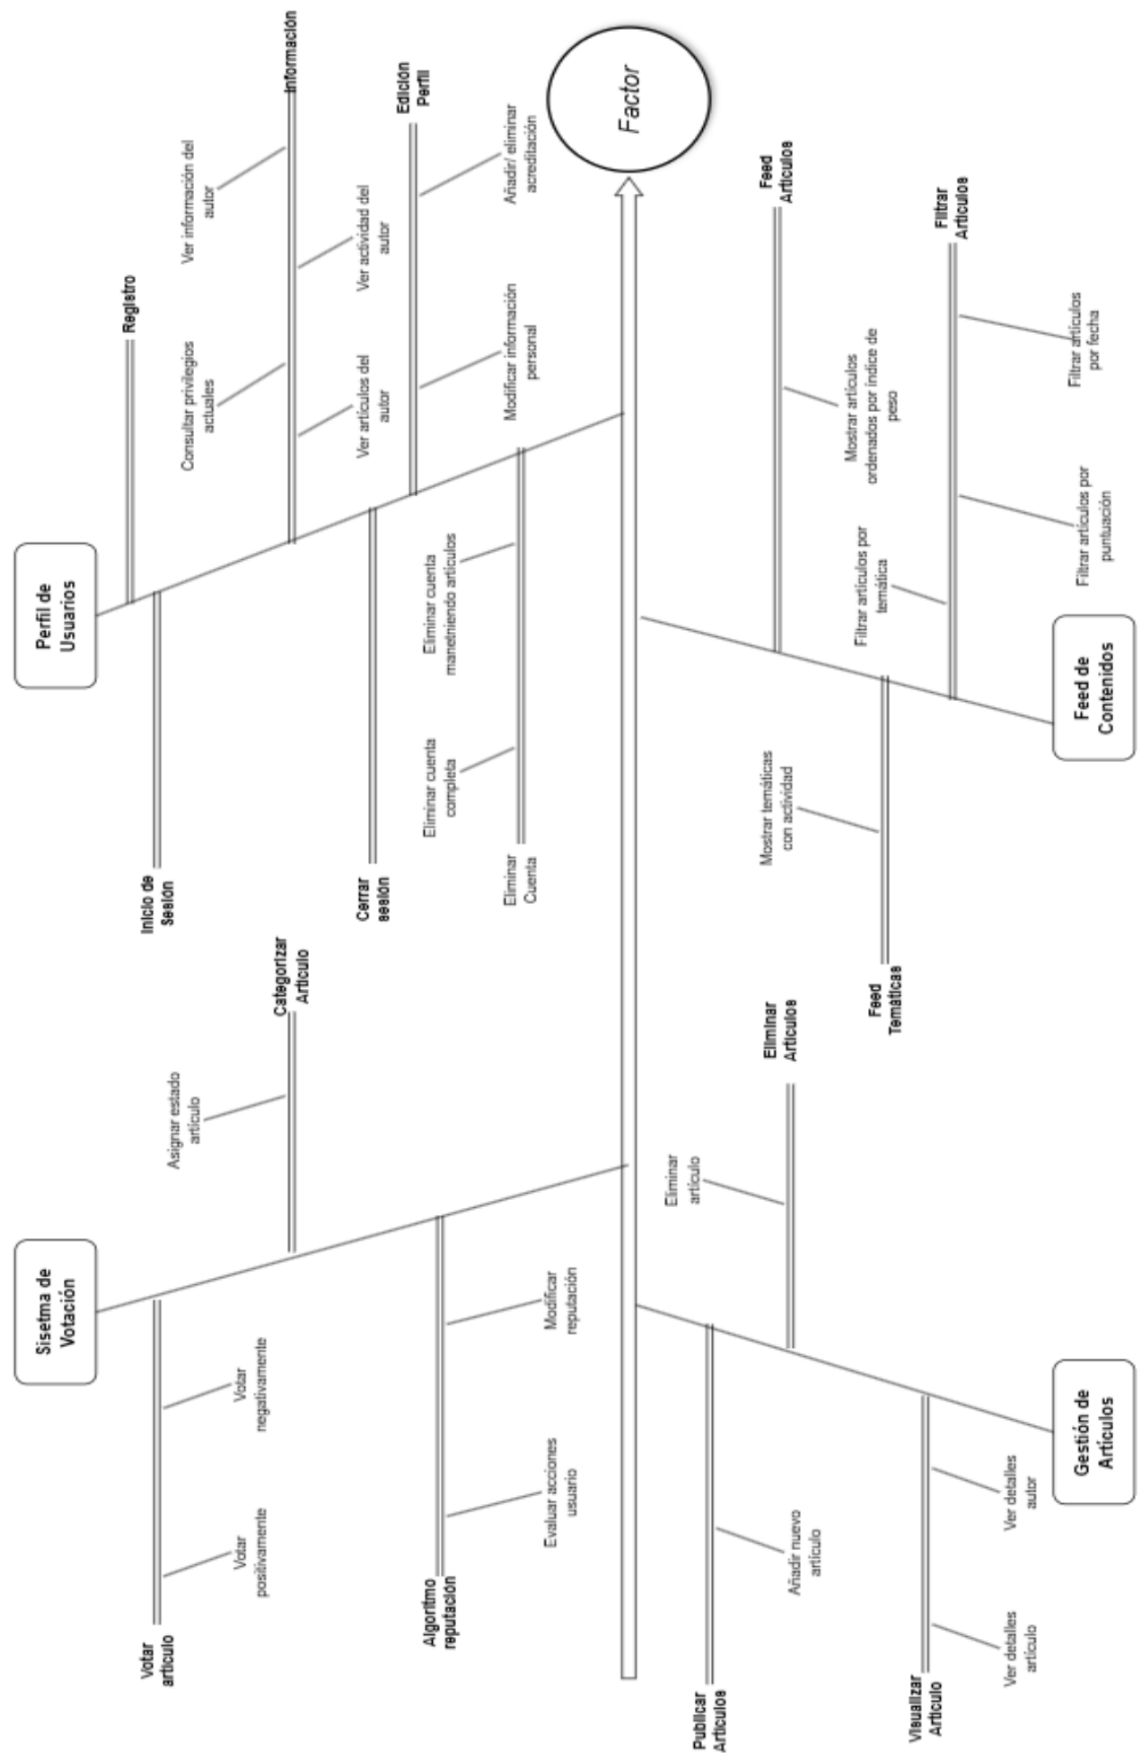 Sisetma de
Votación
Perfil de
Usuarios
Votar
artículo
Votar
positivamente
Votar
negativamente
Categorizar
Artículo
Asignar estado
artículo
Algoritmo
reputación
Evaluar acciones
usuario
Modificar
reputación
Inicio de
Sesión
Registro
Información
Consultar privilegios
actuales
Ver información del
autor
Ver artículos del
autor
Ver actividad del
autor
Cerrar
sesión
Edición
Perfil
Modificar información
personal
Añadir/ eliminar
acreditación
Eliminar
Cuenta
Eliminar cuenta
completa
Eliminar cuenta
manetniendo artículos
Factor
Publicar
Artículos
Añadir nuevo
artículo
Eliminar
Artículos
Eliminar
artículo
Visualizar
Artículo
Ver detalles
artículo
Ver detalles
autor
Feed
Artículos
Mostrar artículos
ordenados por índice de
peso
Feed
Temáticas
Mostrar temáticas
con actividad
Filtrar
Artículos
Filtrar artículos por
temática
Filtrar artículos por
puntuación
Filtrar artículos
por fecha
Gestión de
Artículos
Feed de
Contenidos